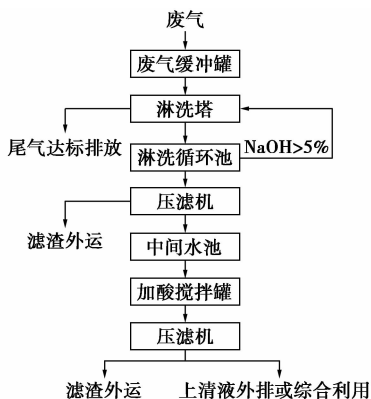 废气
废气缓冲罐
淋洗塔
尾气达标排放
淋洗循环池
NaOH>5%
压滤机
滤渣外运
中间水池
加酸搅拌罐
压滤机
滤渣外运
上清液外排或综合利用